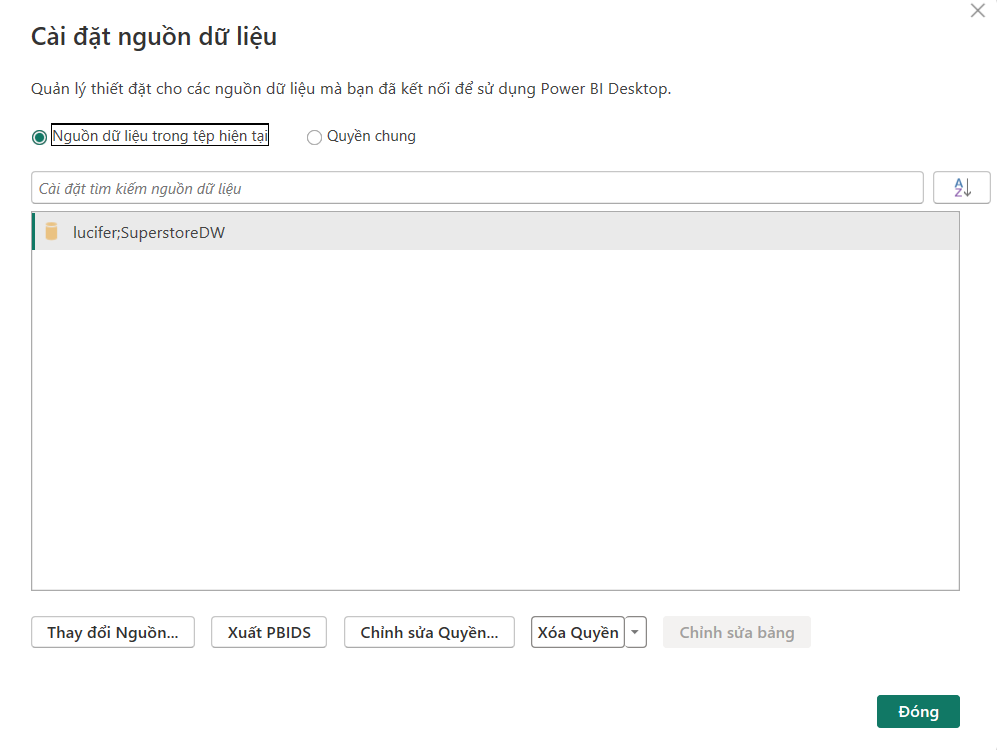 Cài đặt nguồn dữ liệu
Quản lý thiết đặt cho các nguồn dữ liệu mà bạn đã kết nối để sử dụng Power BI Desktop.
Nguồn dữ liệu trong tệp hiện tại Quyền chung
Cài đặt tìm kiếm nguồn dữ liệu AZ
lucifer;SuperstoreDW
Thay đổi Nguồn... Xuất PBIDS Chỉnh sửa Quyền... Xóa Quyền Chỉnh sửa bảng
Đóng